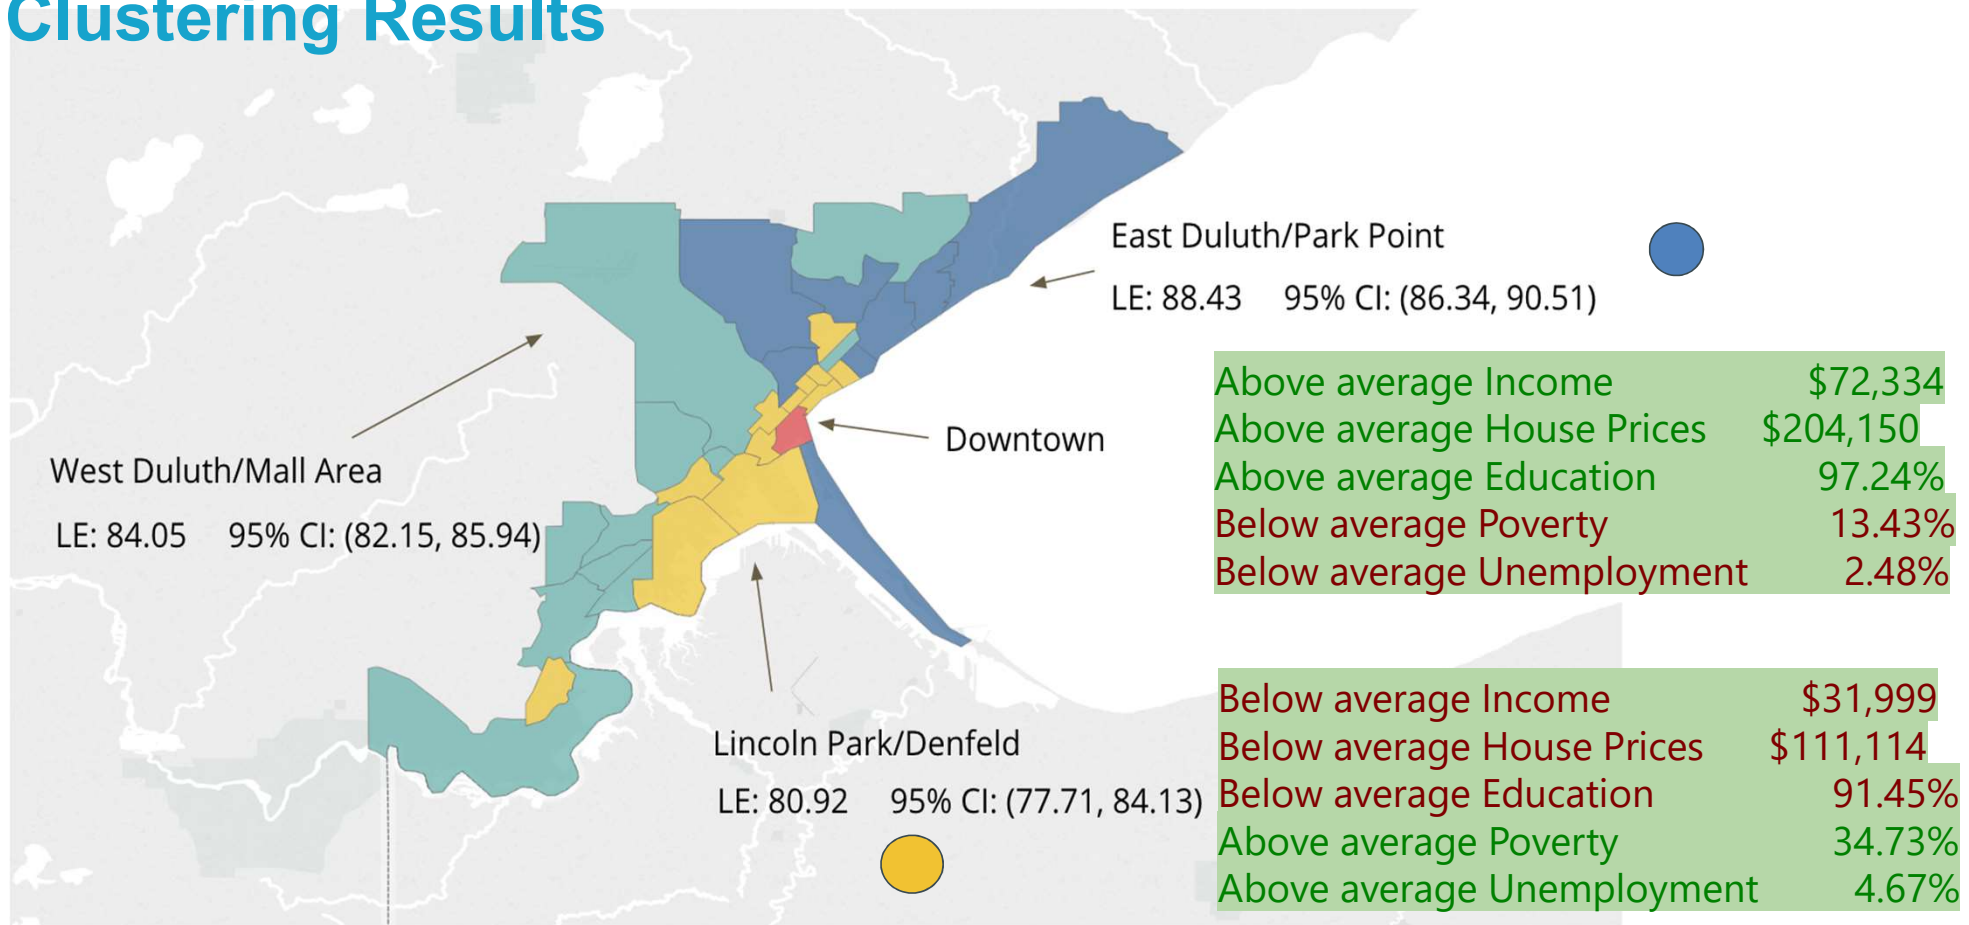 Clustering Results
East Duluth/Park Point
LE: 88.43 95% CI: (86.34, 90.51)
Above average Income $72,334
Above average House Prices $204,150
Above average Education 97.24%
Below average Poverty 13.43%
Below average Unemployment 2.48%
Downtown
West Duluth/Mall Area
LE: 84.05 95% CI: (82.15, 85.94)
Lincoln Park/Denfeld
LE: 80.92 95% CI: (77.71, 84.13)
Below average Income $31,999
Below average House Prices $111,114
Below average Education 91.45%
Above average Poverty 34.73%
Above average Unemployment 4.67%